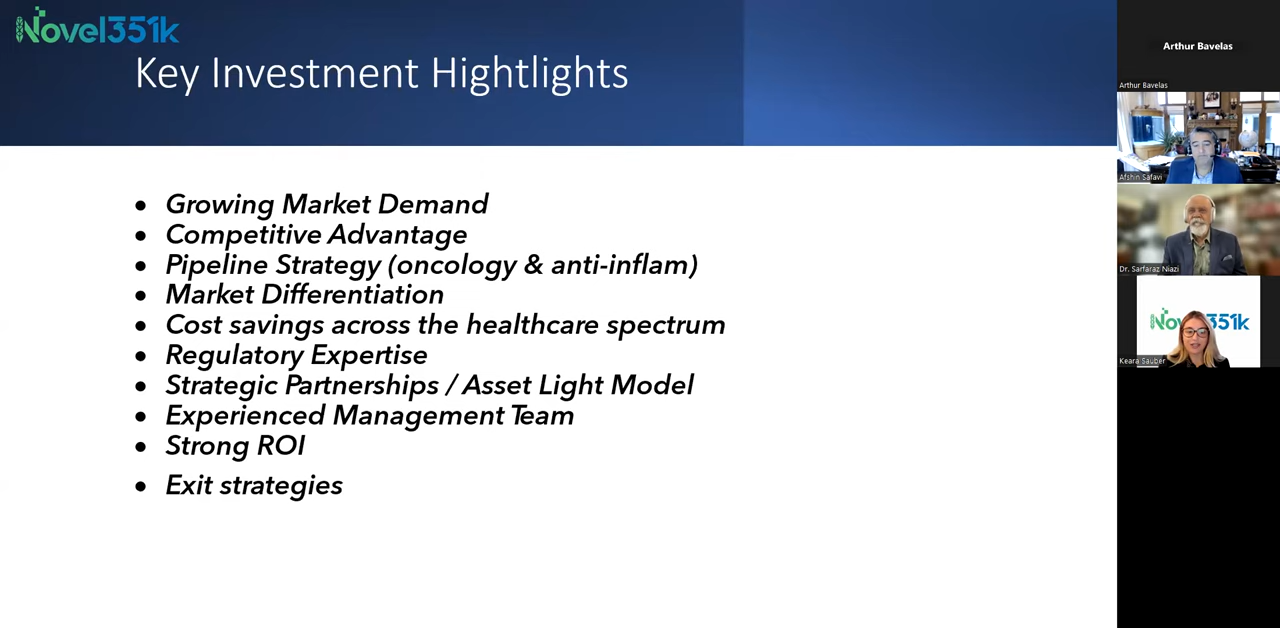 Novel351k
Key Investment Hightlights
• Growing Market Demand
• Competitive Advantage
• Pipeline Strategy (oncology & anti-inflam)
• Market Differentiation
• Cost savings across the healthcare spectrum
• Regulatory Expertise
• Strategic Partnerships / Asset Light Model
• Experienced Management Team
• Strong ROI
• Exit strategies
Arthur Bavelas
Arthur Bavelas
Afshin Safavi
Dr. Sarfaraz Niazi
Keara Sauber